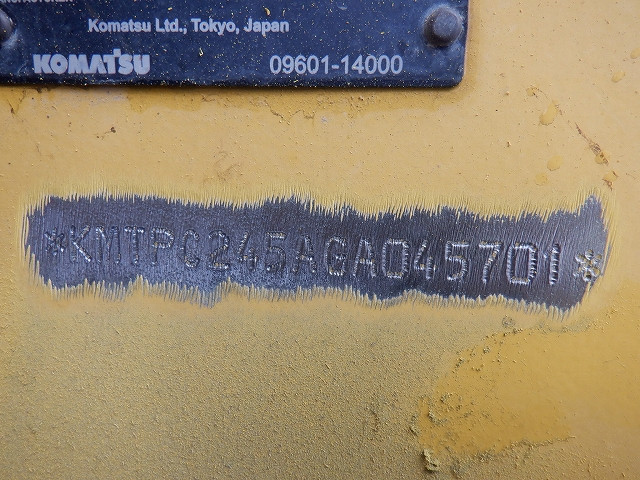 Komatsu Ltd., Tokyo, Japan
KOMATSU 09601-14000
*KMTPC245AGA045701*